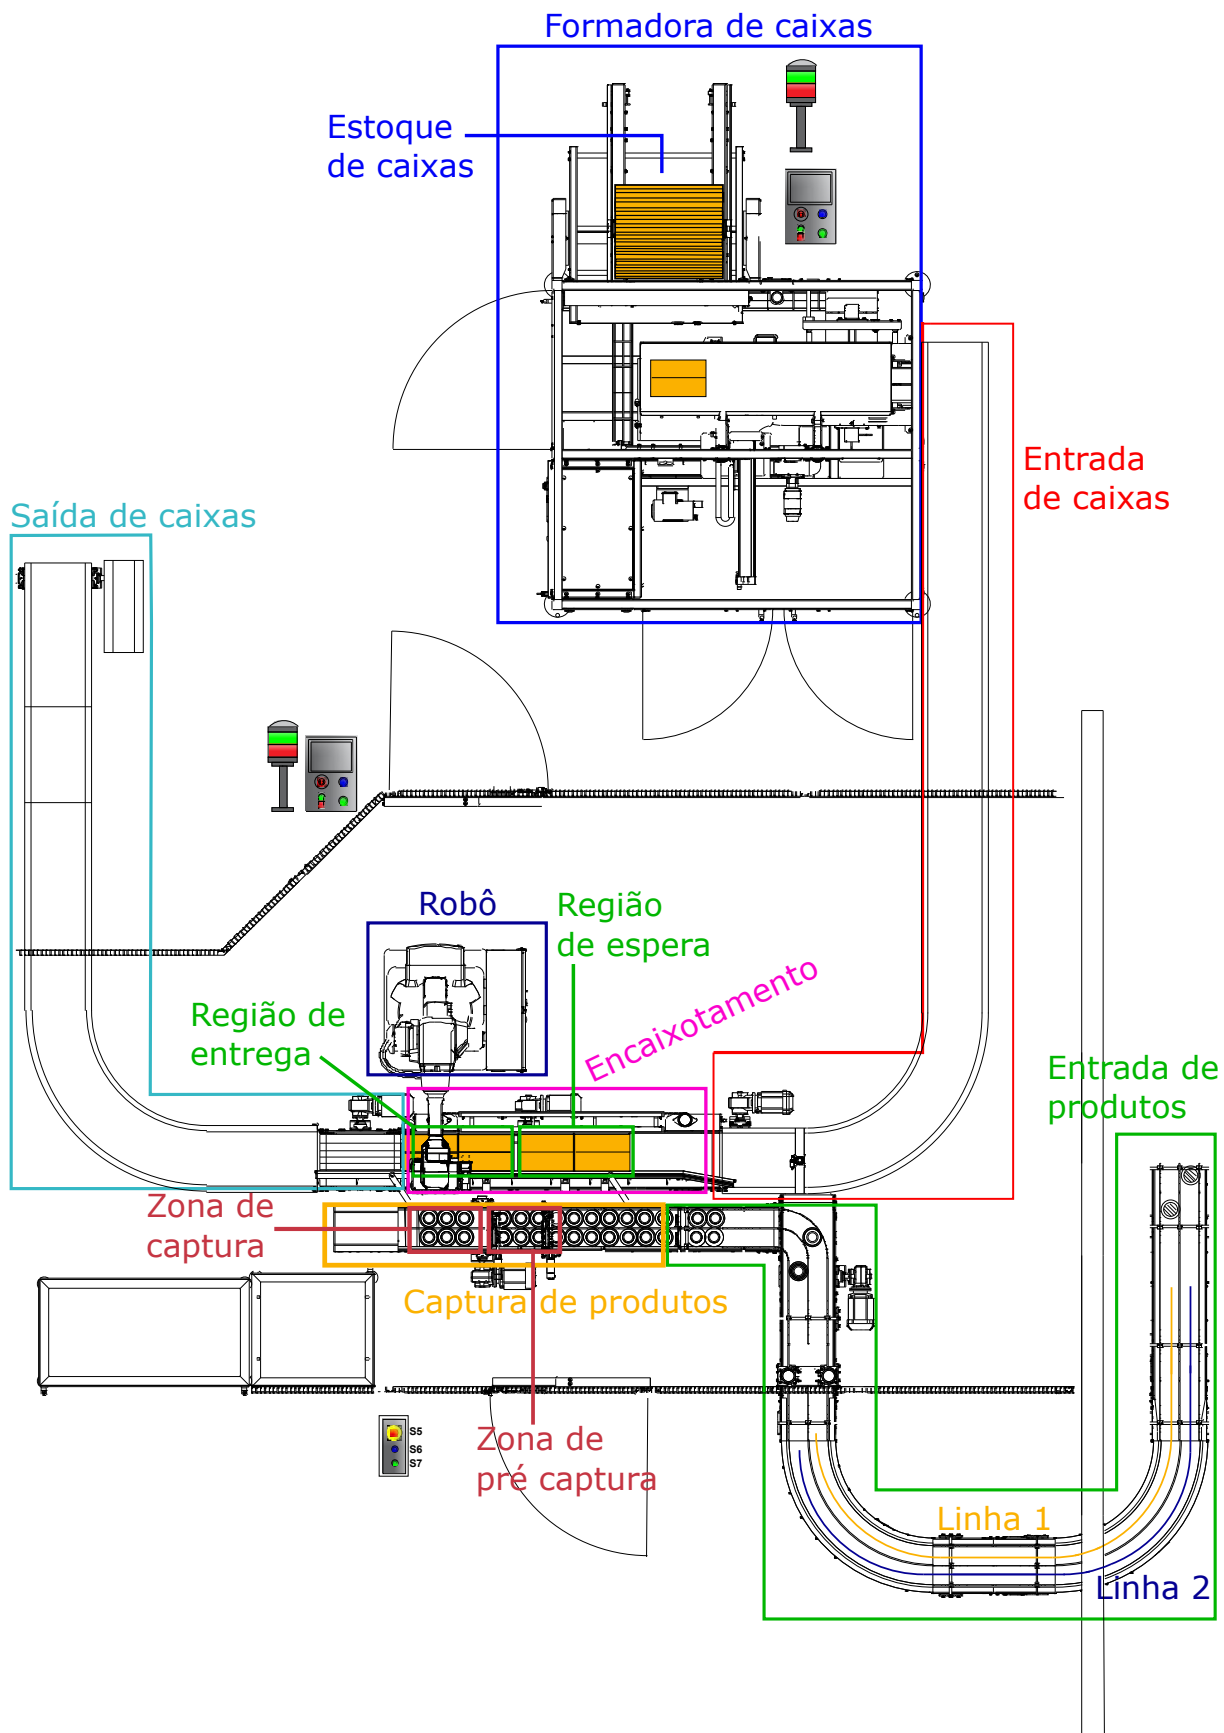 Formadora de caixas
Estoque
de caixas
Entrada
de caixas
Saída de caixas
Robô
Região
de espera
Encaixotamento
Região de
entrega
Entrada de
produtos
Zona de
captura
Captura de produtos
S5
S6
S7
Zona de
pré captura
Linha 1
Linha 2